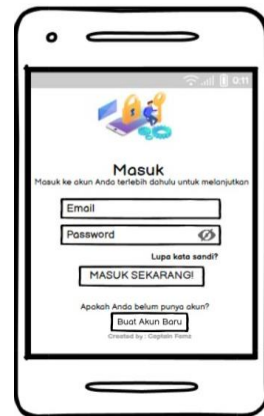 0:11
Masuk
Masuk ke akun Anda terlebih dahulu untuk melanjutkan
Email
Password
Lupa kata sandi?
MASUK SEKARANG!
Apakah Anda belum punya akun?
Buat Akun Baru
Created by : Captain Fams